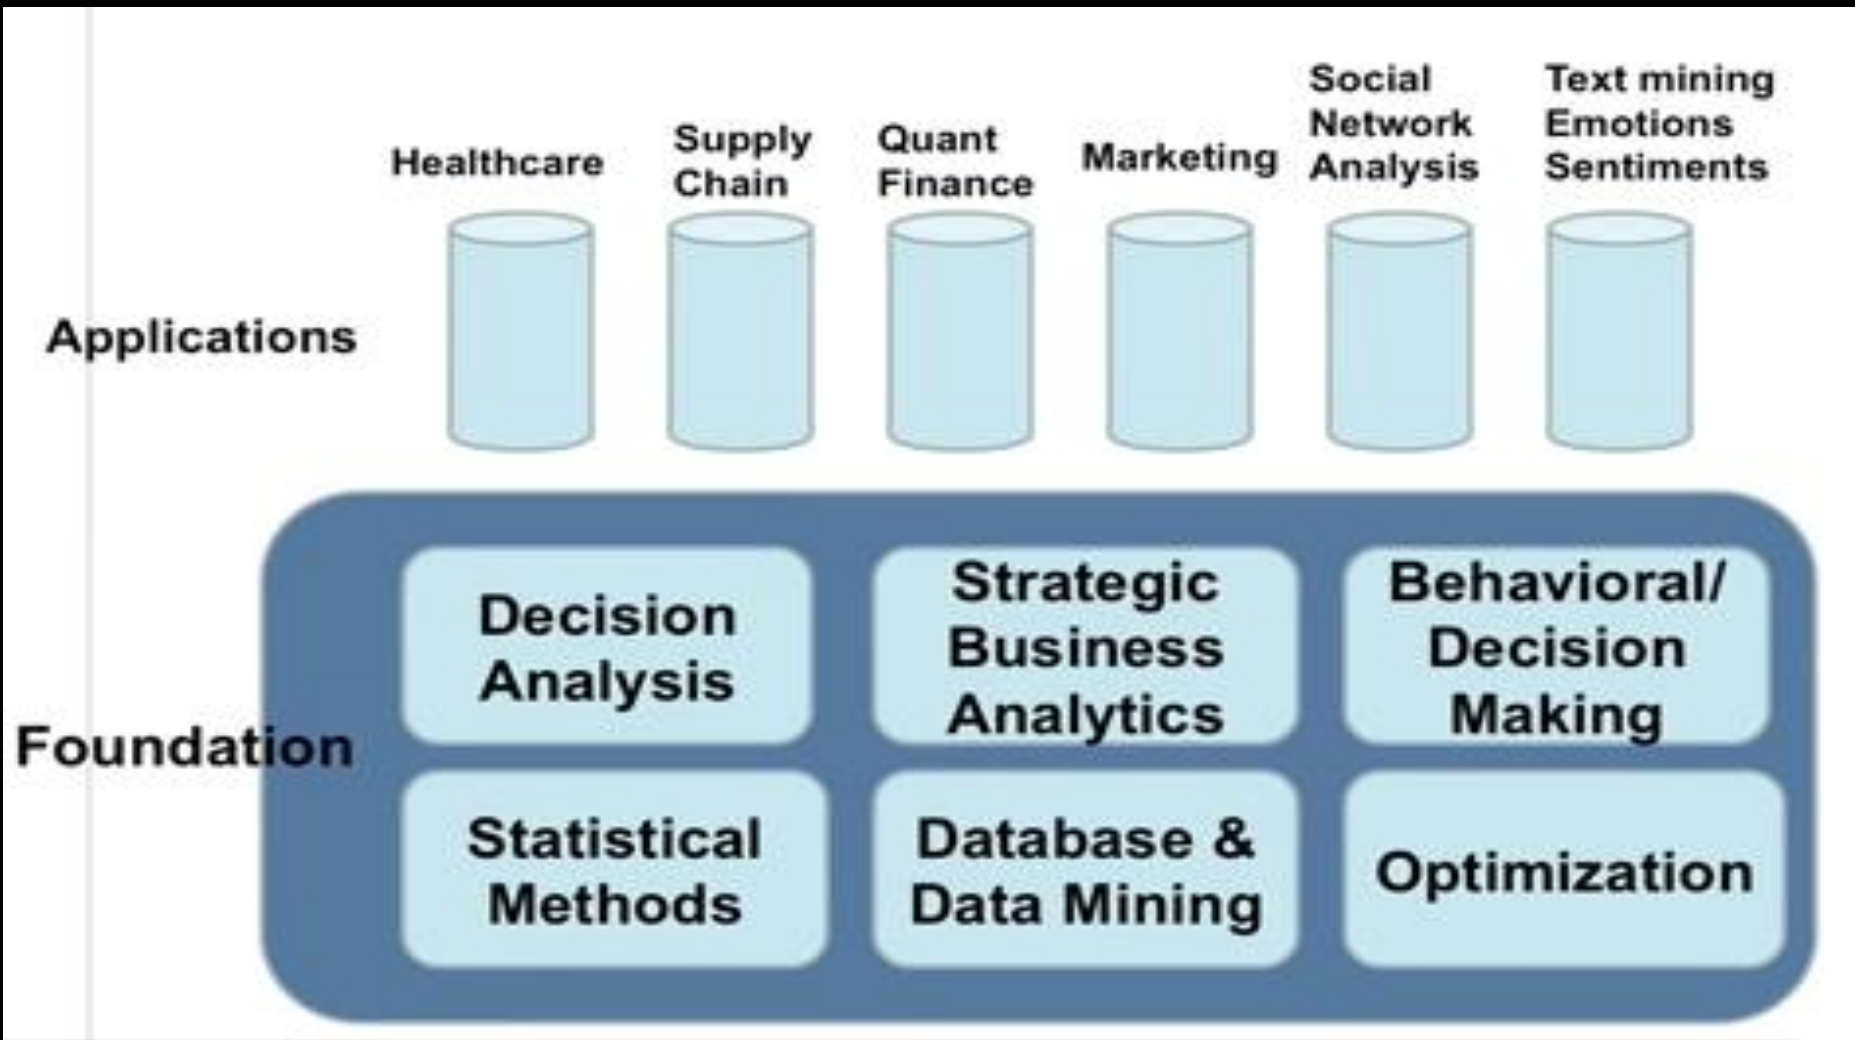 Healthcare
Supply
Chain
Quant
Finance
Marketing
Social
Network
Analysis
Text mining
Emotions
Sentiments
Applications
Foundation
Decision
Analysis
Strategic
Business
Analytics
Behavioral/
Decision
Making
Statistical
Methods
Database &
Data Mining
Optimization